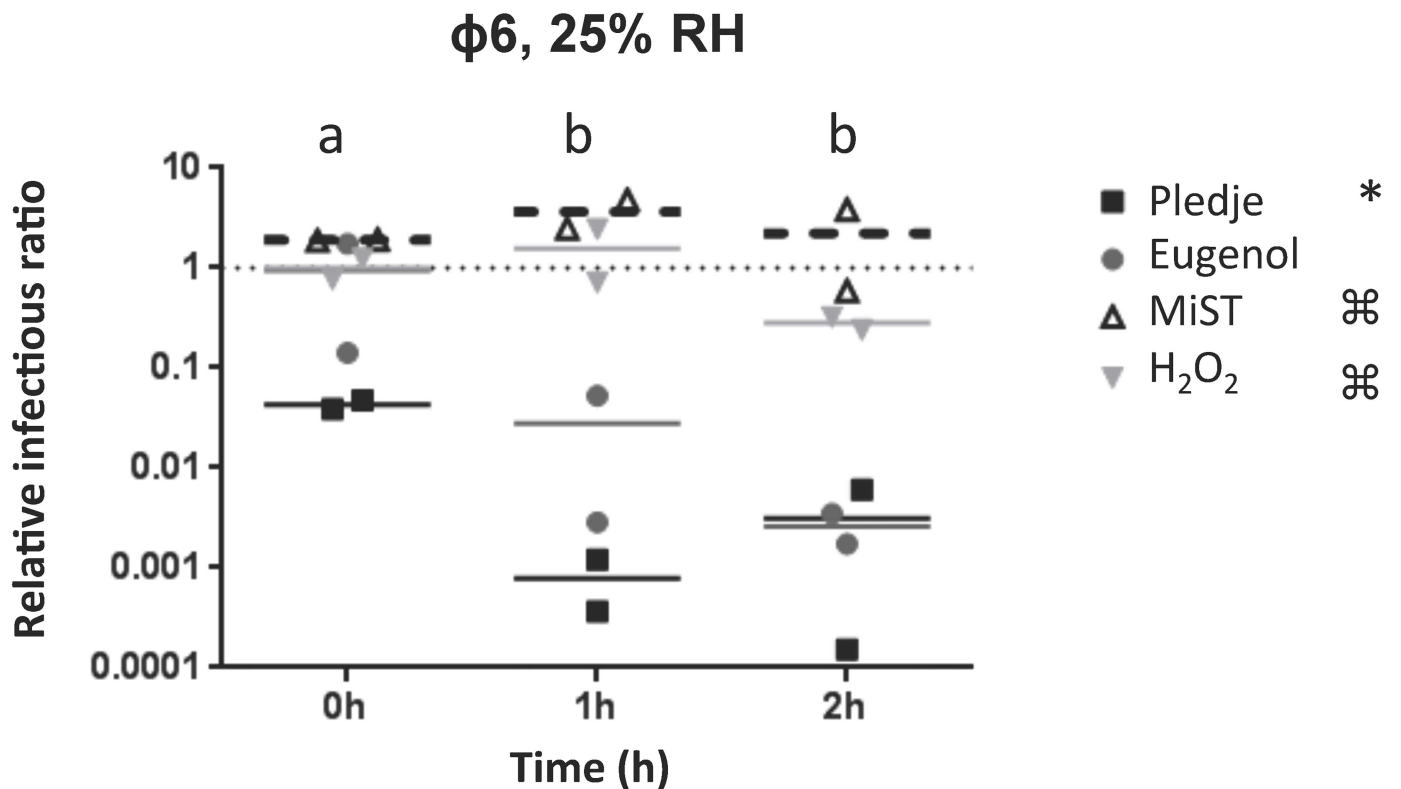 ϕ6, 25% RH
a b b
Relative infectious ratio
10
1
0.1
0.01
0.001
0.0001
0h 1h 2h
Time (h)
Pledje *
Eugenol
MiST ⌘
H₂O₂ ⌘